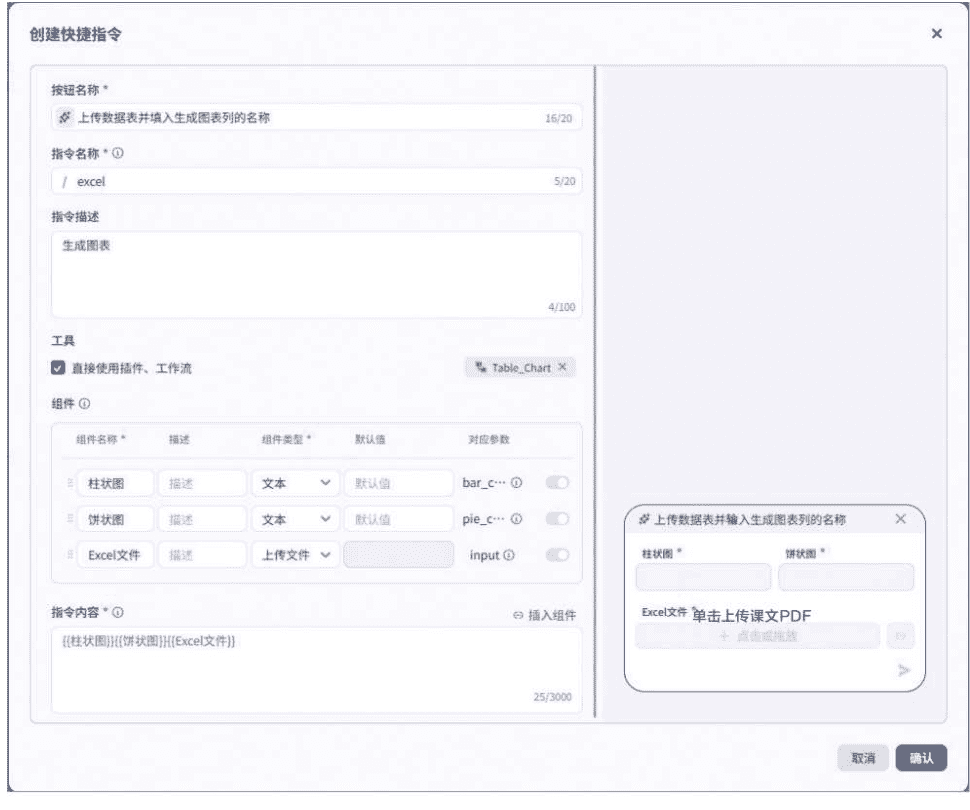 创建快捷指令
按钮名称 *
上传数据表并填入生成图表列的名称 16/20
指令名称 *
/ excel 5/20
指令描述
生成图表
4/100
工具
直接使用插件、工作流 Table_Chart
组件
组件名称 * 描述 组件类型 * 默认值 对应参数
柱状图 描述 文本 默认值 bar_c···
饼状图 描述 文本 默认值 pie_c···
Excel文件 描述 上传文件 input
指令内容 * 插入组件
{{柱状图}}{{饼状图}}{{Excel文件}}
25/3000
上传数据表并输入生成图表列的名称
柱状图 * 饼状图 *
Excel文件 * 单击上传课文PDF
+ 点击或拖放
取消 确认